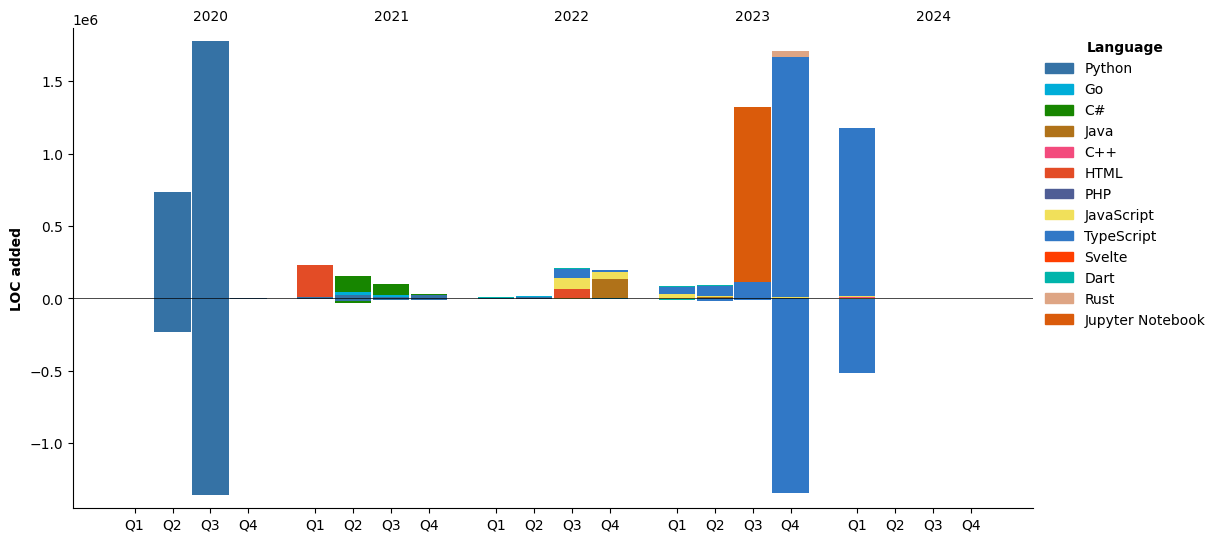 1e6
2020 2021 2022 2023 2024
LOC added
1.5
1.0
0.5
0.0
−0.5
−1.0
Q1 Q2 Q3 Q4 Q1 Q2 Q3 Q4 Q1 Q2 Q3 Q4 Q1 Q2 Q3 Q4 Q1 Q2 Q3 Q4
Language
Python
Go
C#
Java
C++
HTML
PHP
JavaScript
TypeScript
Svelte
Dart
Rust
Jupyter Notebook